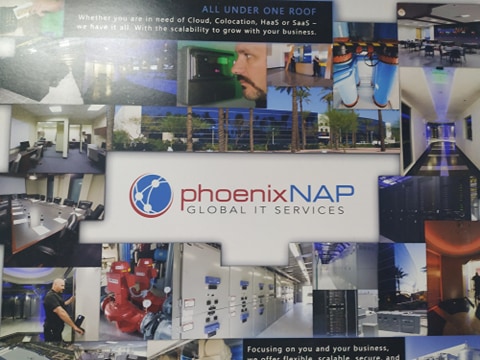 ALL UNDER ONE ROOF
Whether you are in need of Cloud, Colocation, HaaS or SaaS –
we have it all. With the scalability to grow with your business.
phoenixNAP
GLOBAL IT SERVICES
Focusing on you and your business,
we offer flexible, scalable, secure, and